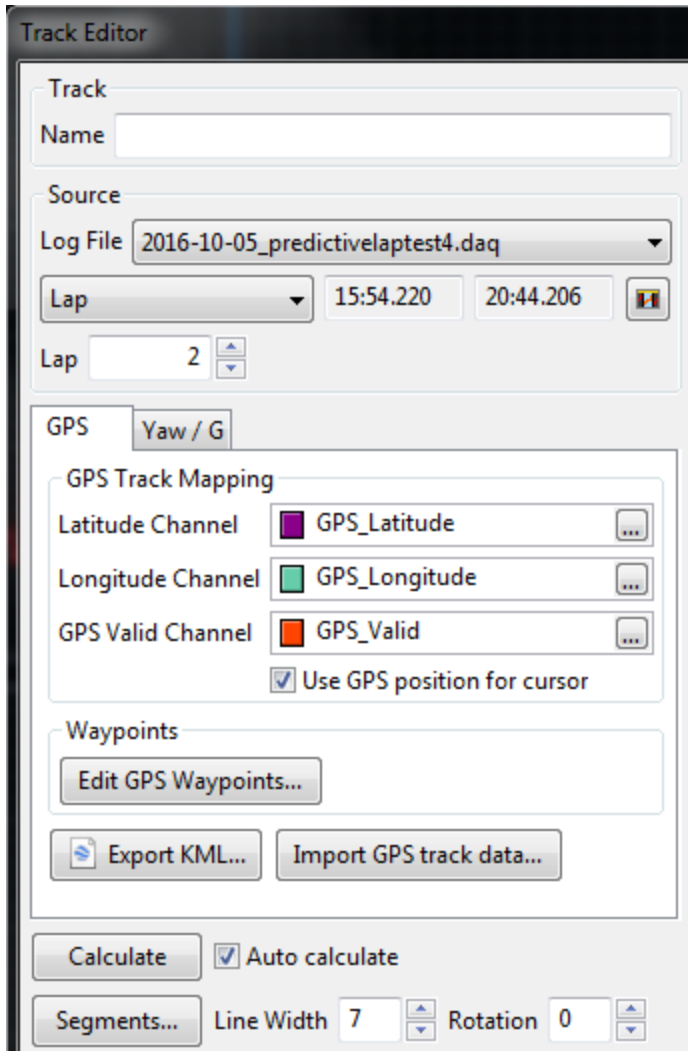 Track Editor
Track
Name
Source
Log File 2016-10-05_predictivelaptest4.daq
Lap 15:54.220 20:44.206
Lap 2
GPS Yaw / G
GPS Track Mapping
Latitude Channel GPS_Latitude ...
Longitude Channel GPS_Longitude ...
GPS Valid Channel GPS_Valid ...
Use GPS position for cursor
Waypoints
Edit GPS Waypoints...
Export KML... Import GPS track data...
Calculate Auto calculate
Segments... Line Width 7 Rotation 0